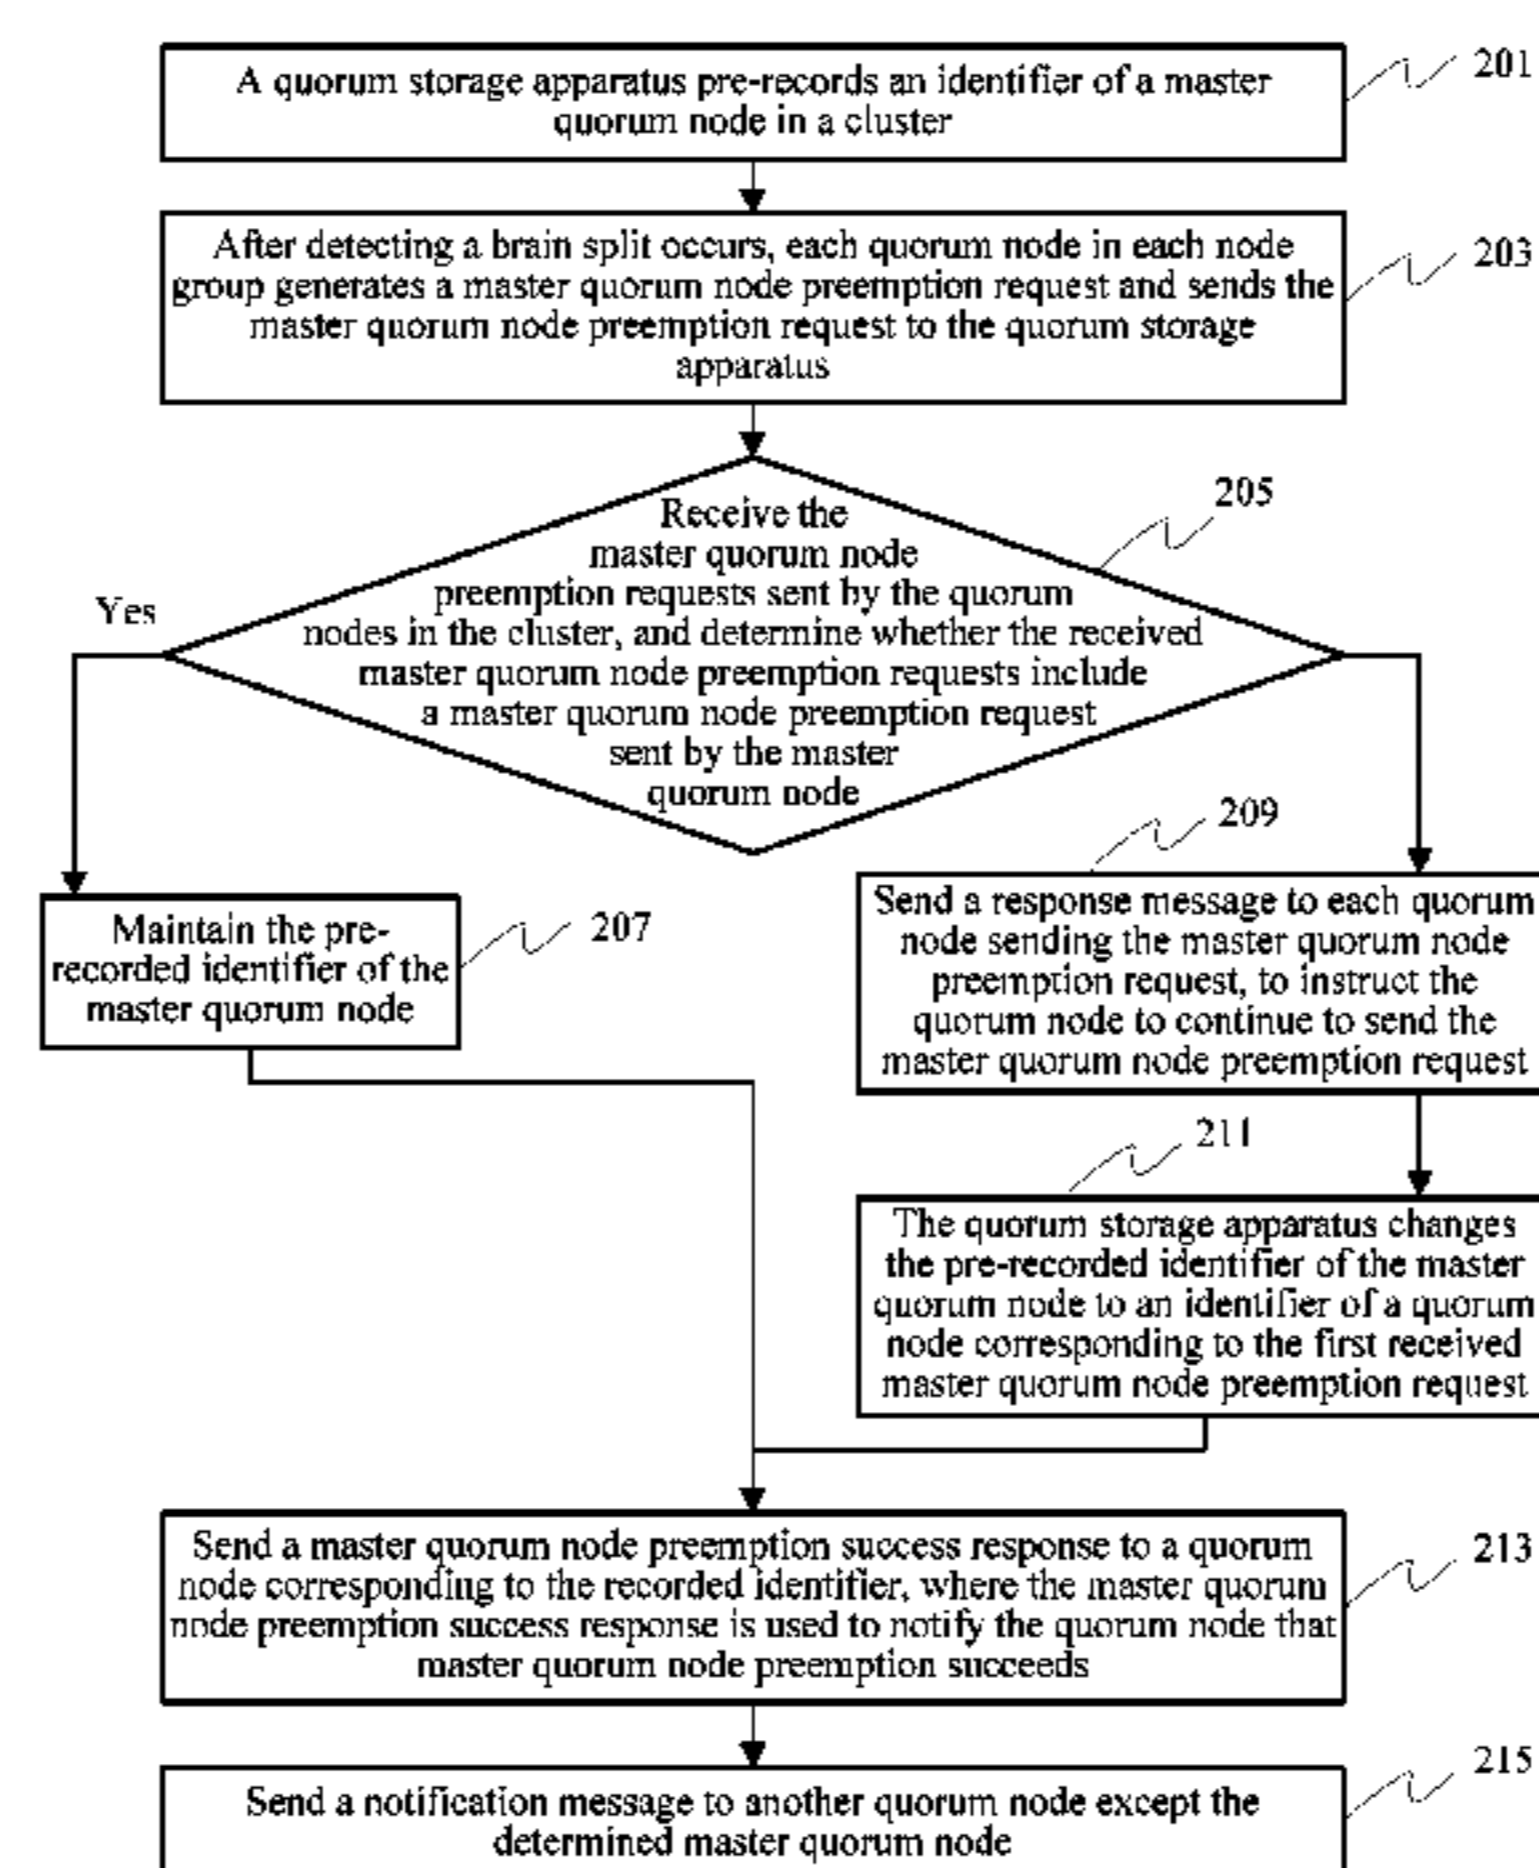 A quorum storage apparatus pre-records an identifier of a master
quorum node in a cluster
201
After detecting a brain split occurs, each quorum node in each node
group generates a master quorum node preemption request and sends the
master quorum node preemption request to the quorum storage
apparatus
203
Receive the
master quorum node
preemption requests sent by the quorum
nodes in the cluster, and determine whether the received
master quorum node preemption requests include
a master quorum node preemption request
sent by the master
quorum node
205
Yes
Maintain the pre-
recorded identifier of the
master quorum node
207
209
Send a response message to each quorum
node sending the master quorum node
preemption request, to instruct the
quorum node to continue to send the
master quorum node preemption request
211
The quorum storage apparatus changes
the pre-recorded identifier of the master
quorum node to an identifier of a quorum
node corresponding to the first received
master quorum node preemption request
Send a master quorum node preemption success response to a quorum
node corresponding to the recorded identifier, where the master quorum
node preemption success response is used to notify the quorum node that
master quorum node preemption succeeds
213
Send a notification message to another quorum node except the
determined master quorum node
215